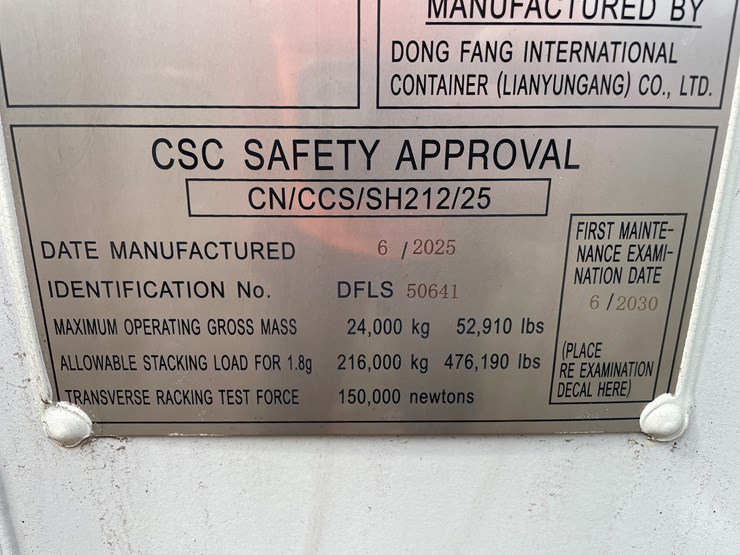 MANUFACTURED BY
DONG FANG INTERNATIONAL
CONTAINER (LIANYUNGANG) CO., LTD.
CSC SAFETY APPROVAL
CN/CCS/SH212/25
DATE MANUFACTURED 6 / 2025
IDENTIFICATION No. DFLS 50641
MAXIMUM OPERATING GROSS MASS 24,000 kg 52,910 lbs
ALLOWABLE STACKING LOAD FOR 1.8g 216,000 kg 476,190 lbs
TRANSVERSE RACKING TEST FORCE 150,000 newtons
FIRST MAINTE-
NANCE EXAMI-
NATION DATE
6 / 2030
(PLACE
RE EXAMINATION
DECAL HERE)